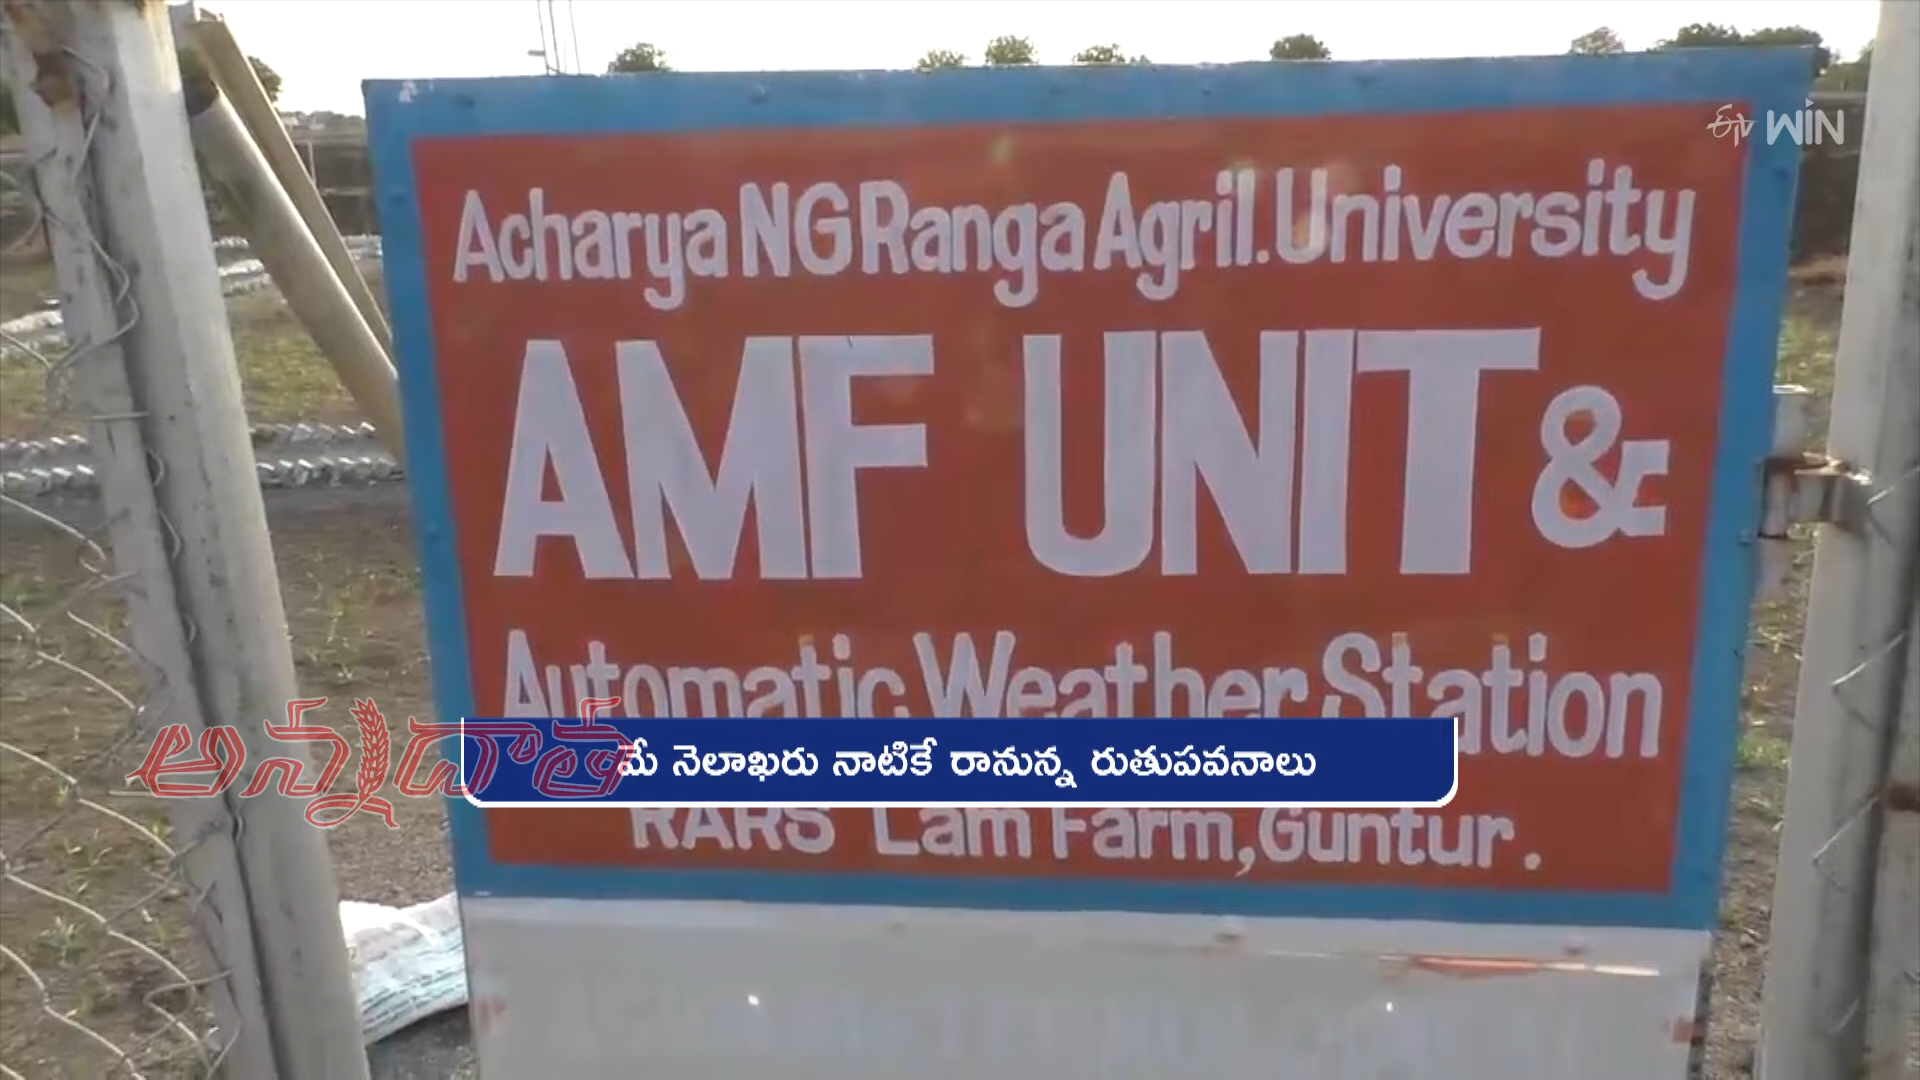 ఈటీవీ WIN
Acharya NG Ranga Agril. University
AMF UNIT &
Automatic Weather Station
అన్నదాత
మే నెలాఖరు నాటికే రానున్న రుతుపవనాలు
RARS Lam Farm, Guntur.